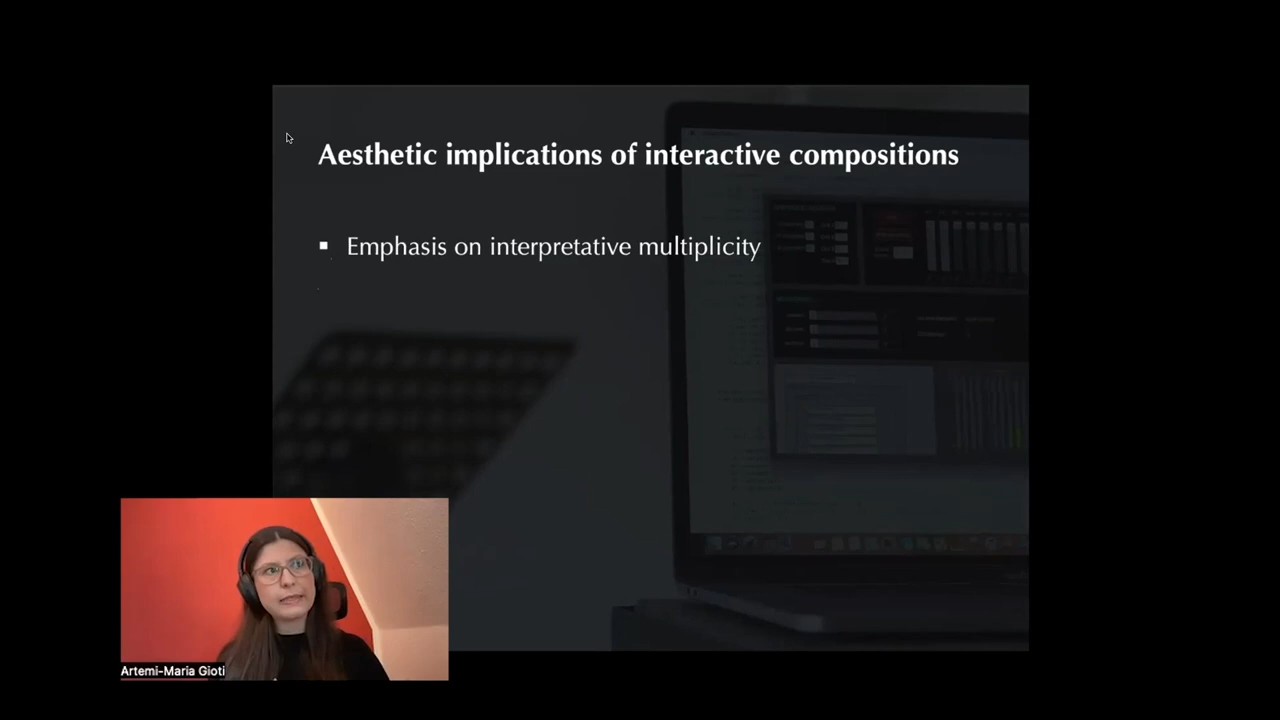 Aesthetic implications of interactive compositions
▪ Emphasis on interpretative multiplicity
Artemi-Maria Gioti